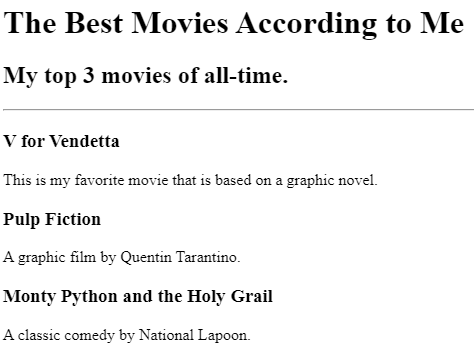 The Best Movies According to Me
My top 3 movies of all-time.
V for Vendetta
This is my favorite movie that is based on a graphic novel.
Pulp Fiction
A graphic film by Quentin Tarantino.
Monty Python and the Holy Grail
A classic comedy by National Lapoon.